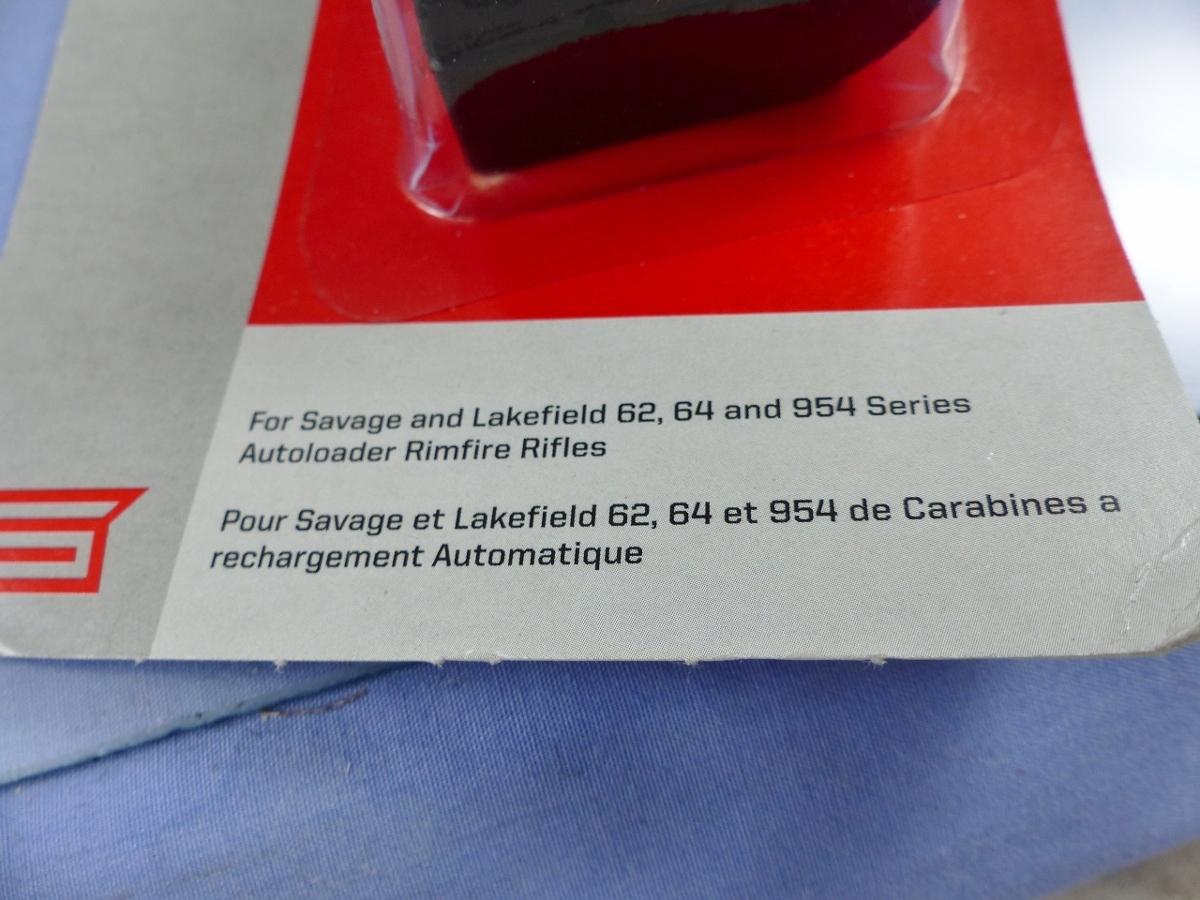 For Savage and Lakefield 62, 64 and 954 Series
Autoloader Rimfire Rifles
Pour Savage et Lakefield 62, 64 et 954 de Carabines a
rechargement Automatique